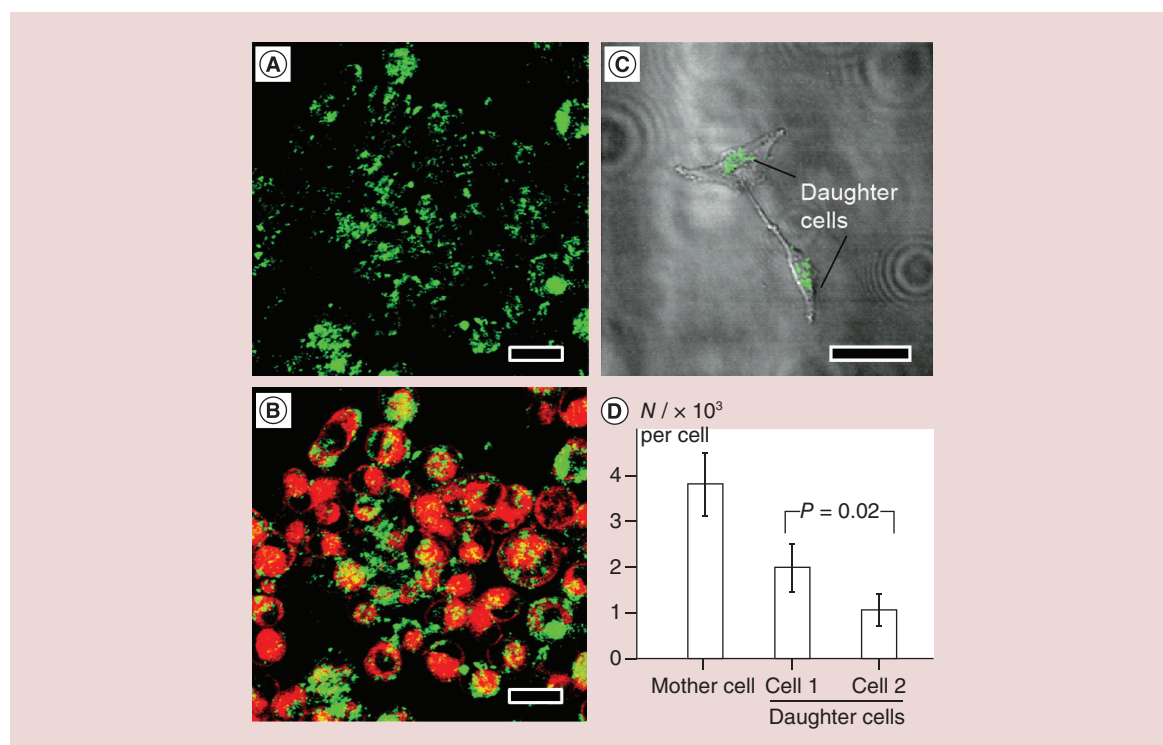 A
C
Daughter
cells
B
D N / × 10³
per cell
4
3
2
1
0
P = 0.02
Mother cell Cell 1 Cell 2
Daughter cells